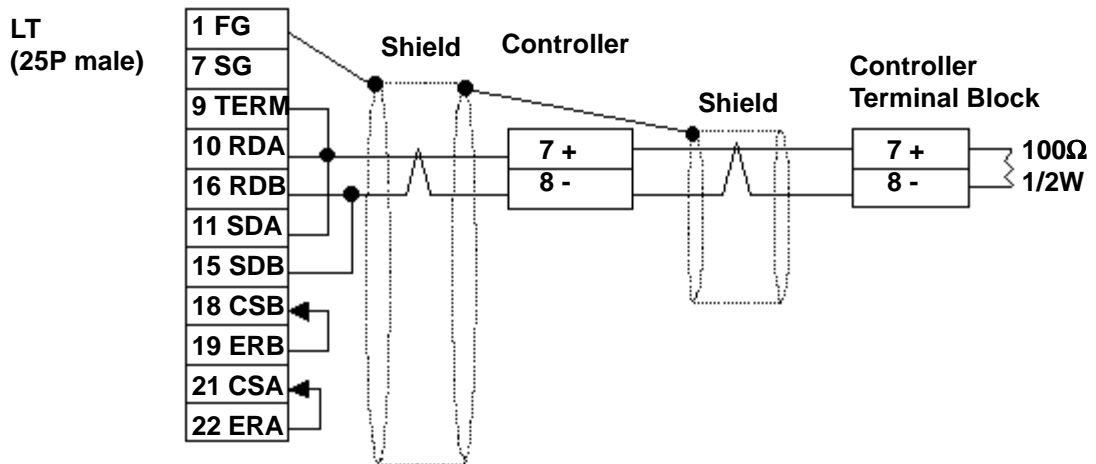 LT
(25P male)
1 FG
7 SG
9 TERM
10 RDA
16 RDB
11 SDA
15 SDB
18 CSB
19 ERB
21 CSA
22 ERA
Shield
Controller
7 +
8 -
Shield
Controller
Terminal Block
7 +
8 -
100Ω
1/2W